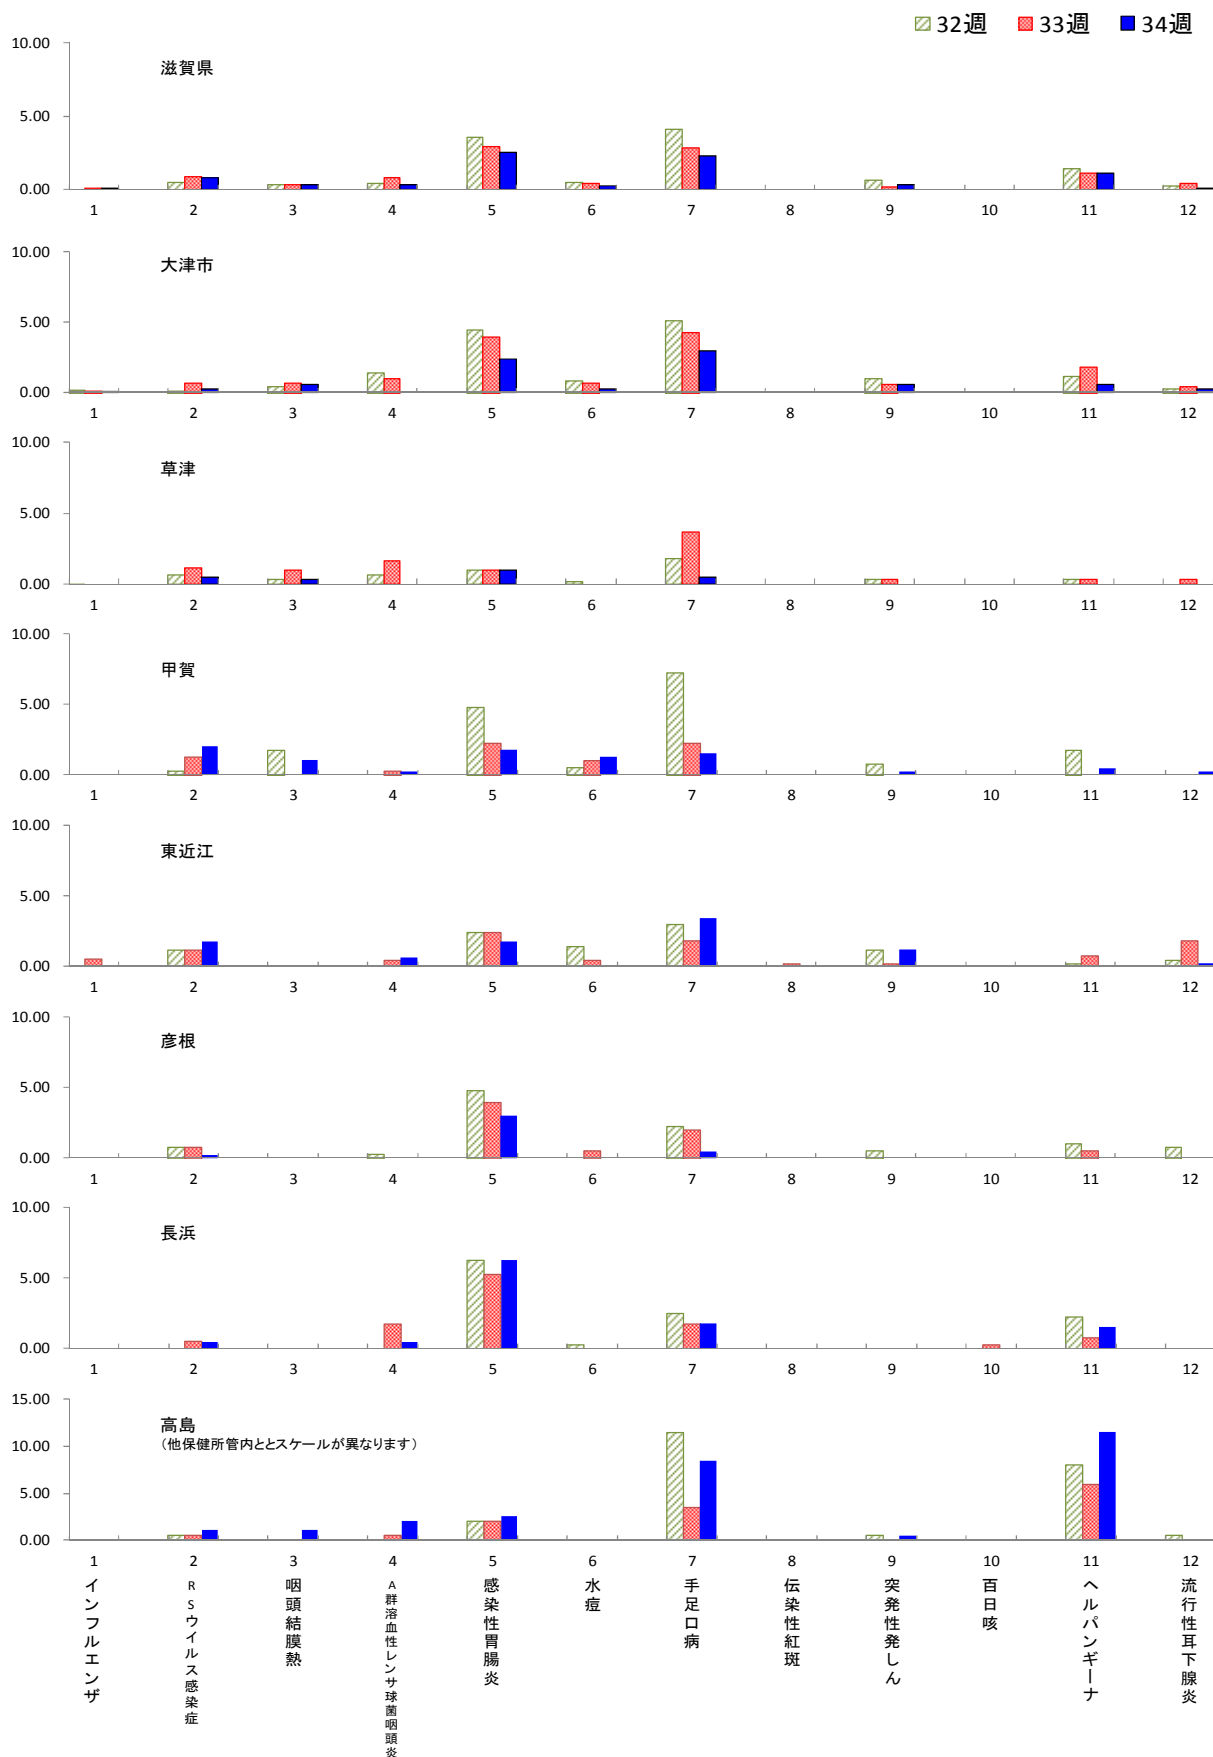 32週 33週 34週
10.00
滋賀県
5.00
0.00
1 2 3 4 5 6 7 8 9 10 11 12
大津市
10.00
5.00
0.00
1 2 3 4 5 6 7 8 9 10 11 12
10.00
草津
5.00
0.00
1 2 3 4 5 6 7 8 9 10 11 12
10.00
甲賀
5.00
0.00
1 2 3 4 5 6 7 8 9 10 11 12
10.00
東近江
5.00
0.00
1 2 3 4 5 6 7 8 9 10 11 12
10.00
彦根
5.00
0.00
1 2 3 4 5 6 7 8 9 10 11 12
10.00
長浜
5.00
0.00
1 2 3 4 5 6 7 8 9 10 11 12
15.00
高島
（他保健所管内ととスケールが異なります）
10.00
5.00
0.00
1 2 3 4 5 6 7 8 9 10 11 12
インフルエンザ
RSウイルス感染症
咽頭結膜熱
A群溶血性レンサ球菌咽頭炎
感染性胃腸炎
水痘
手足口病
伝染性紅斑
突発性発しん
百日咳
ヘルパンギーナ
流行性耳下腺炎